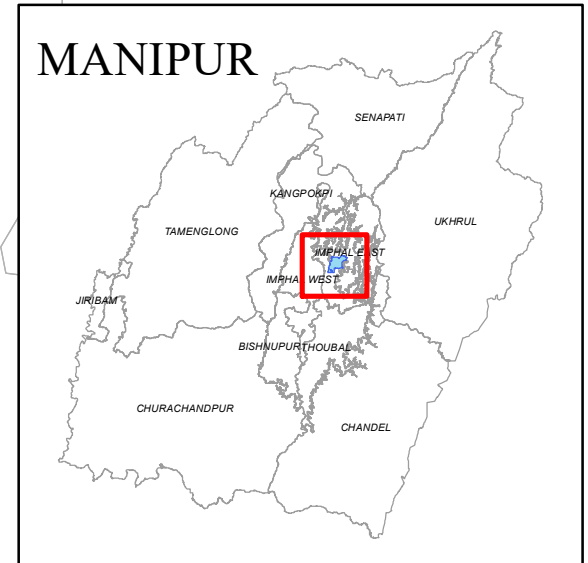 MANIPUR
SENAPATI
KANGPOKPI
UKHRUL
TAMENGLONG
IMPHAL EAST
IMPHAL WEST
JIRIBAM
BISHNUPUR
THOUBAL
CHURACHANDPUR
CHANDEL